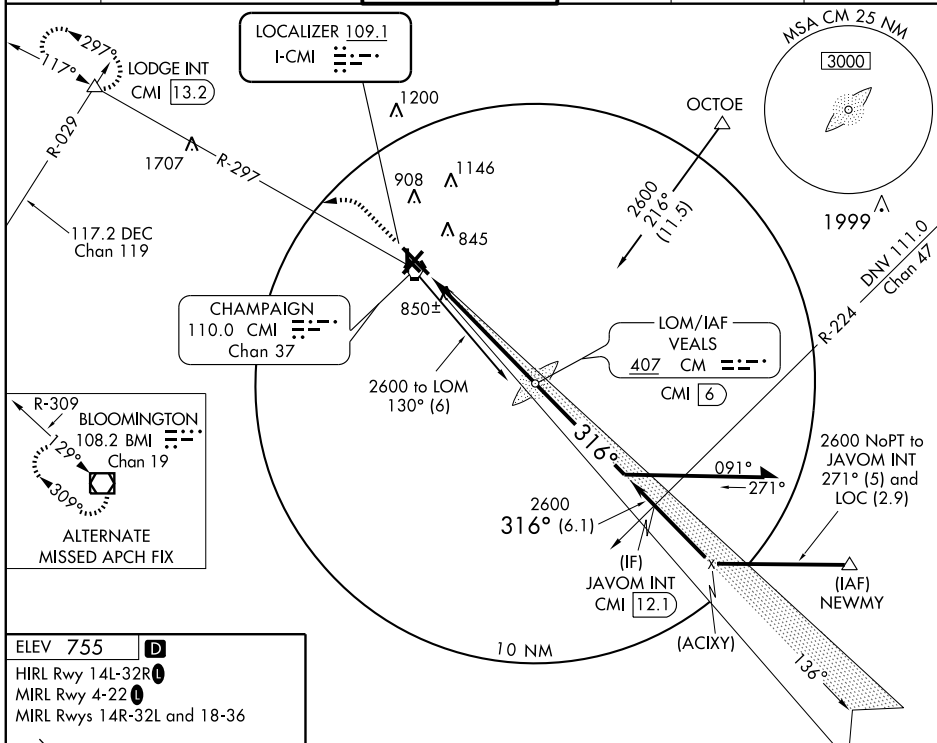 297°
117°
LODGE INT
CMI 13.2
LOCALIZER 109.1
I-CMI
1200
OCTOE
MSA CM 25 NM
3000
R-029
1707
R-297
908
1146
845
2600
216°
(11.5)
1999
117.2 DEC
Chan 119
DNV 111.0
Chan 47
R-224
CHAMPAIGN
110.0 CMI
Chan 37
850±
LOM/IAF
VEALS
407 CM
CMI 6
2600 to LOM
130° (6)
R-309
BLOOMINGTON
108.2 BMI
Chan 19
129°
309°
ALTERNATE
MISSED APCH FIX
316°
091°
271°
2600 NoPT to
JAVOM INT
271° (5) and
LOC (2.9)
2600
316° (6.1)
(IF)
JAVOM INT
CMI 12.1
X
(IAF)
NEWMY
(ACIXY)
10 NM
136°
ELEV 755 D
HIRL Rwy 14L-32R L
MIRL Rwy 4-22 L
MIRL Rwys 14R-32L and 18-36